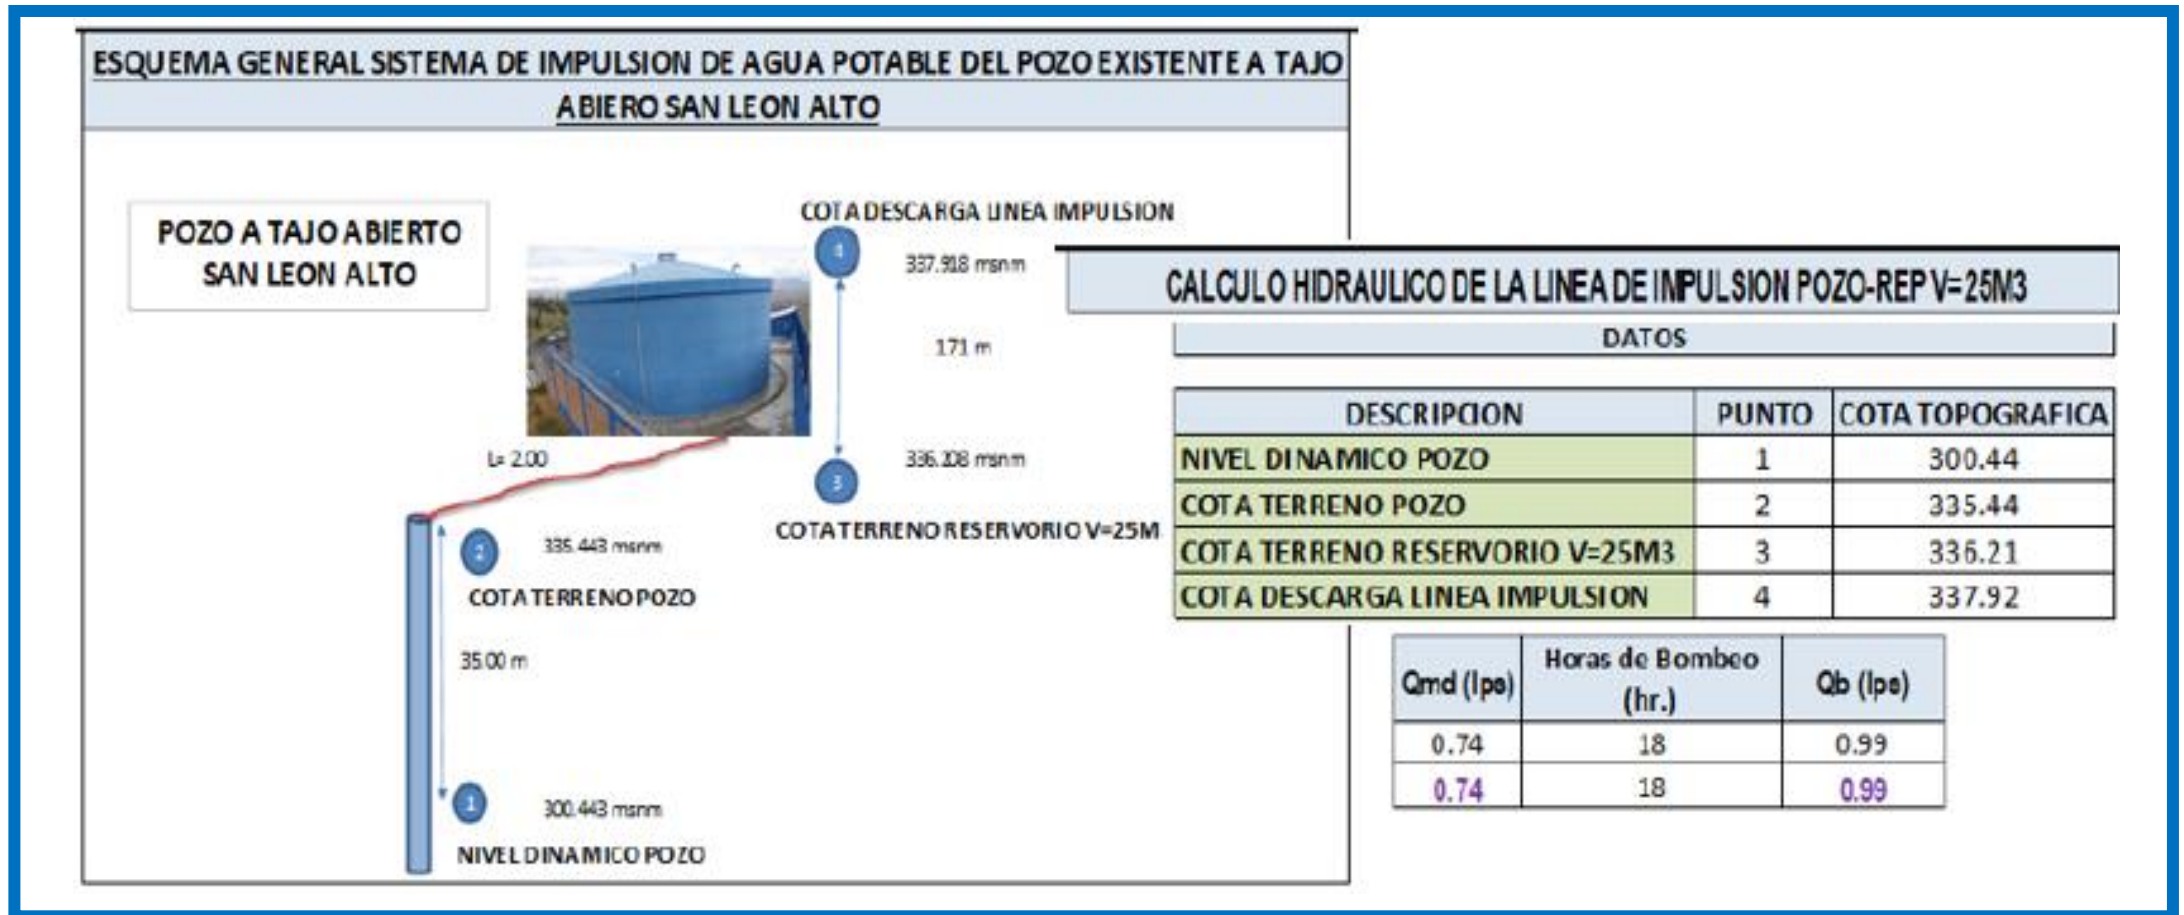 ESQUEMA GENERAL SISTEMA DE IMPULSION DE AGUA POTABLE DEL POZO EXISTENTE A TAJO
ABIERO SAN LEON ALTO
POZO A TAJO ABIERTO
SAN LEON ALTO
COTA DESCARGA LINEA IMPULSION
4
337.918 msnm
171 m
336.208 msnm
3
COTA TERRENO RESERVORIO V=25M
L= 2.00
2
335.443 msnm
COTA TERRENO POZO
35.00 m
1
300.443 msnm
NIVEL DINAMICO POZO
CALCULO HIDRAULICO DE LA LINEA DE IMPULSION POZO-REP V=25M3
DATOS
DESCRIPCION PUNTO COTA TOPOGRAFICA
NIVEL DINAMICO POZO 1 300.44
COTA TERRENO POZO 2 335.44
COTA TERRENO RESERVORIO V=25M3 3 336.21
COTA DESCARGA LINEA IMPULSION 4 337.92
Qmd (lps) Horas de Bombeo (hr.) Qb (lps)
0.74 18 0.99
0.74 18 0.99